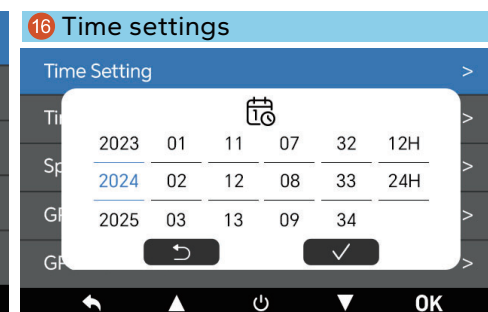 16 Time settings
Time Setting >
Ti >
2023 01 11 07 32 12H
Sp >
2024 02 12 08 33 24H
GP >
2025 03 13 09 34
GP >
OK